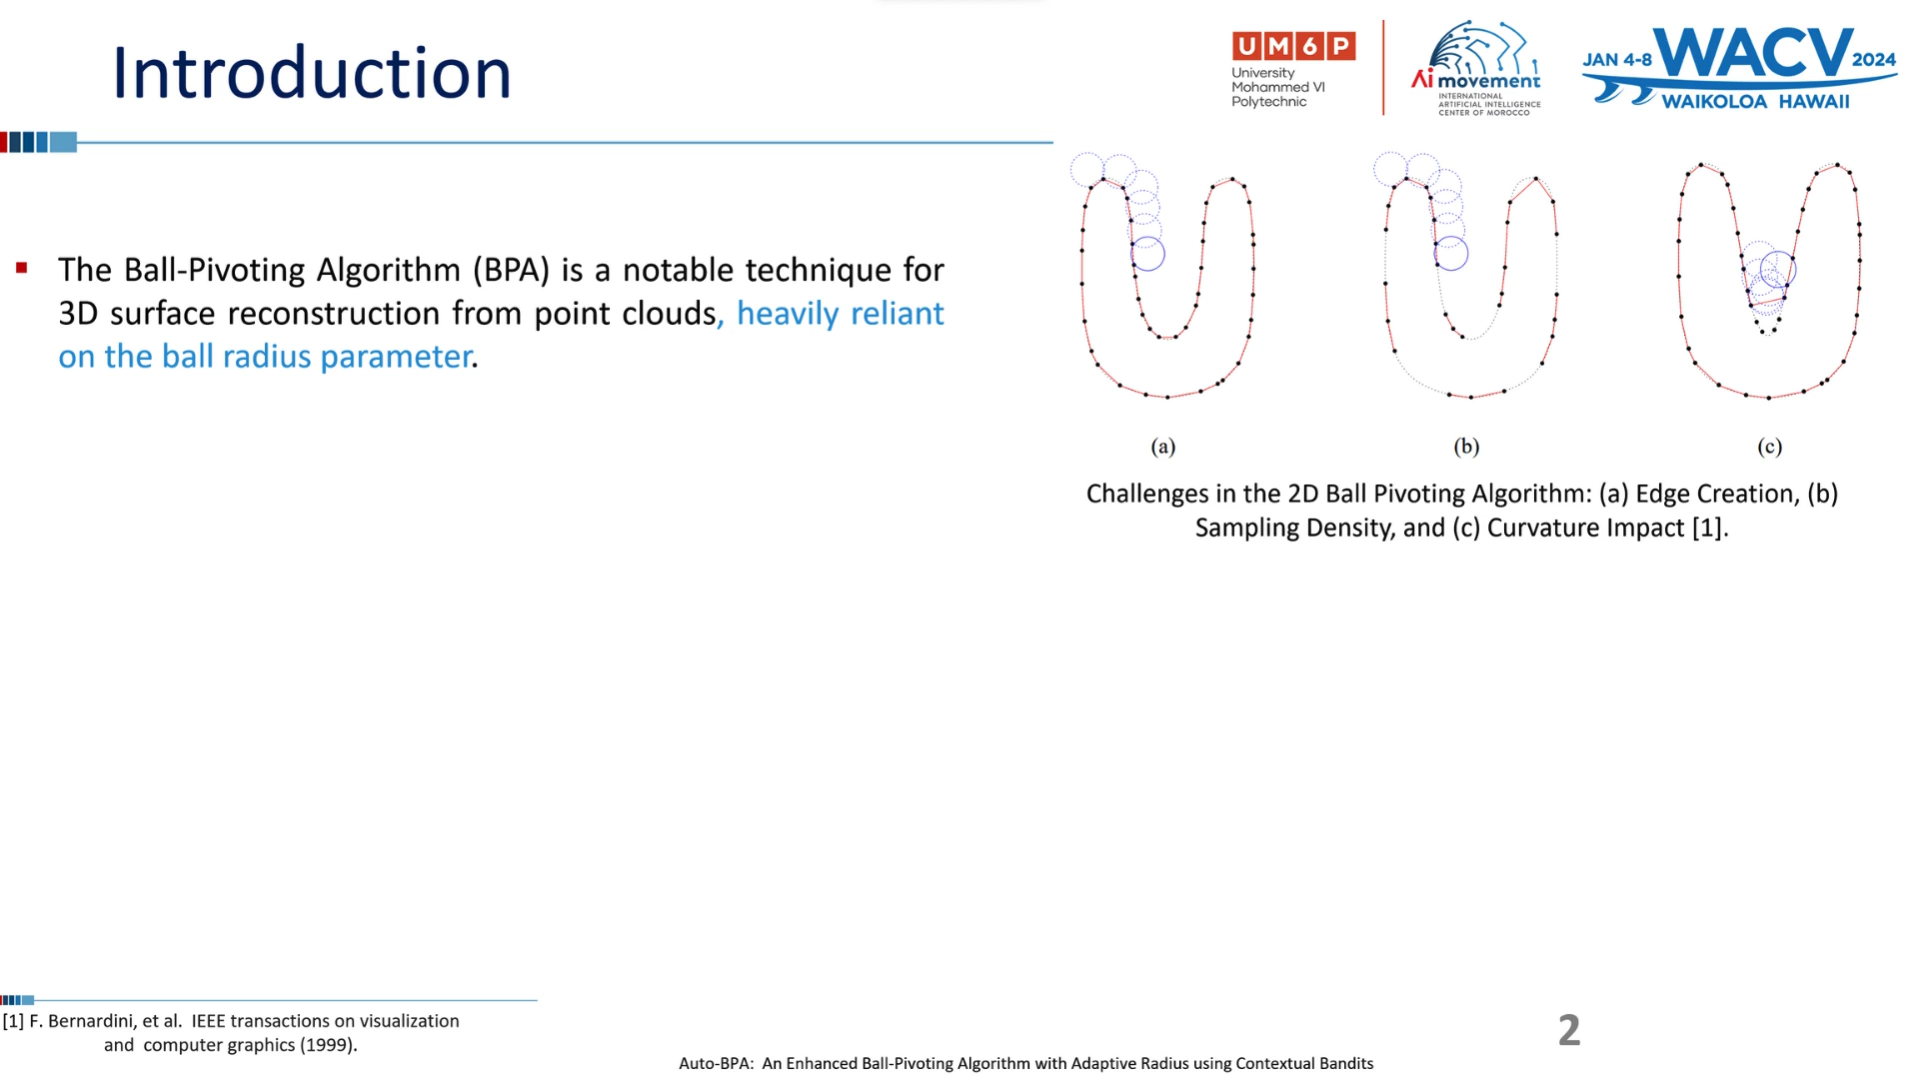 Introduction
UM6P
University
Mohammed VI
Polytechnic
Ai movement
INTERNATIONAL
ARTIFICIAL INTELLIGENCE
CENTER OF MOROCCO
JAN 4-8 WACV 2024
WAIKOLOA HAWAII
The Ball-Pivoting Algorithm (BPA) is a notable technique for
3D surface reconstruction from point clouds, heavily reliant
on the ball radius parameter.
(a) (b) (c)
Challenges in the 2D Ball Pivoting Algorithm: (a) Edge Creation, (b)
Sampling Density, and (c) Curvature Impact [1].
[1] F. Bernardini, et al. IEEE transactions on visualization
and computer graphics (1999).
2
Auto-BPA: An Enhanced Ball-Pivoting Algorithm with Adaptive Radius using Contextual Bandits